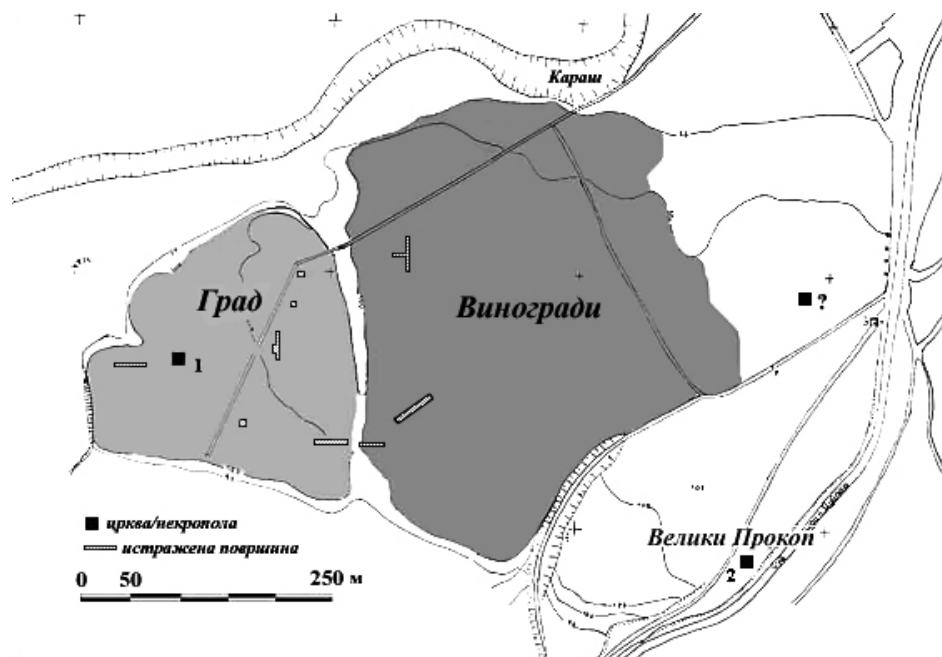 Караш
Град
Виногради
?
1
Велики Прокоп
2
црква/некропола
истражена површина
0 50 250 м